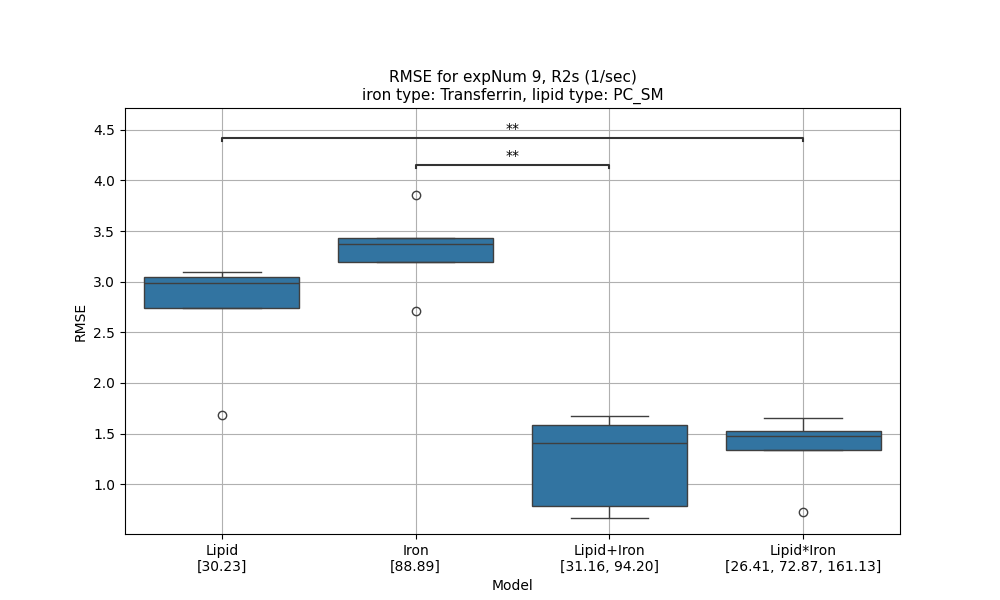 RMSE for expNum 9, R2s (1/sec)
iron type: Transferrin, lipid type: PC_SM
4.5
4.0
3.5
3.0
2.5
2.0
1.5
1.0
RMSE
**
**
Lipid
[30.23]
Iron
[88.89]
Lipid+Iron
[31.16, 94.20]
Lipid*Iron
[26.41, 72.87, 161.13]
Model